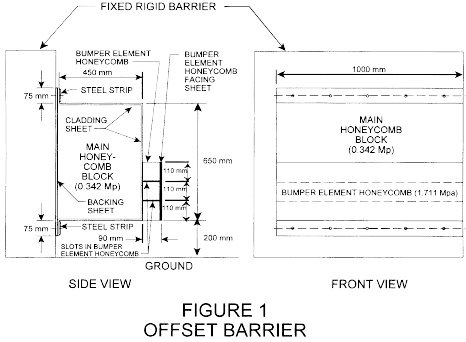 FIXED RIGID BARRIER
BUMPER ELEMENT
HONEYCOMB
BUMPER
ELEMENT
HONEYCOMB
FACING
SHEET
450 mm
1000 mm
75 mm
STEEL STRIP
CLADDING
SHEET
MAIN
HONEY-
COMB
BLOCK
(0.342 Mp)
110 mm
110 mm
110 mm
650 mm
MAIN
HONEYCOMB
BLOCK
(0.342 Mp)
BUMPER ELEMENT HONEYCOMB (1.711 Mpa)
BACKING
SHEET
75 mm
STEEL STRIP
90 mm
200 mm
SLOTS IN BUMPER
ELEMENT HONEYCOMB
GROUND
SIDE VIEW
FRONT VIEW
FIGURE 1
OFFSET BARRIER